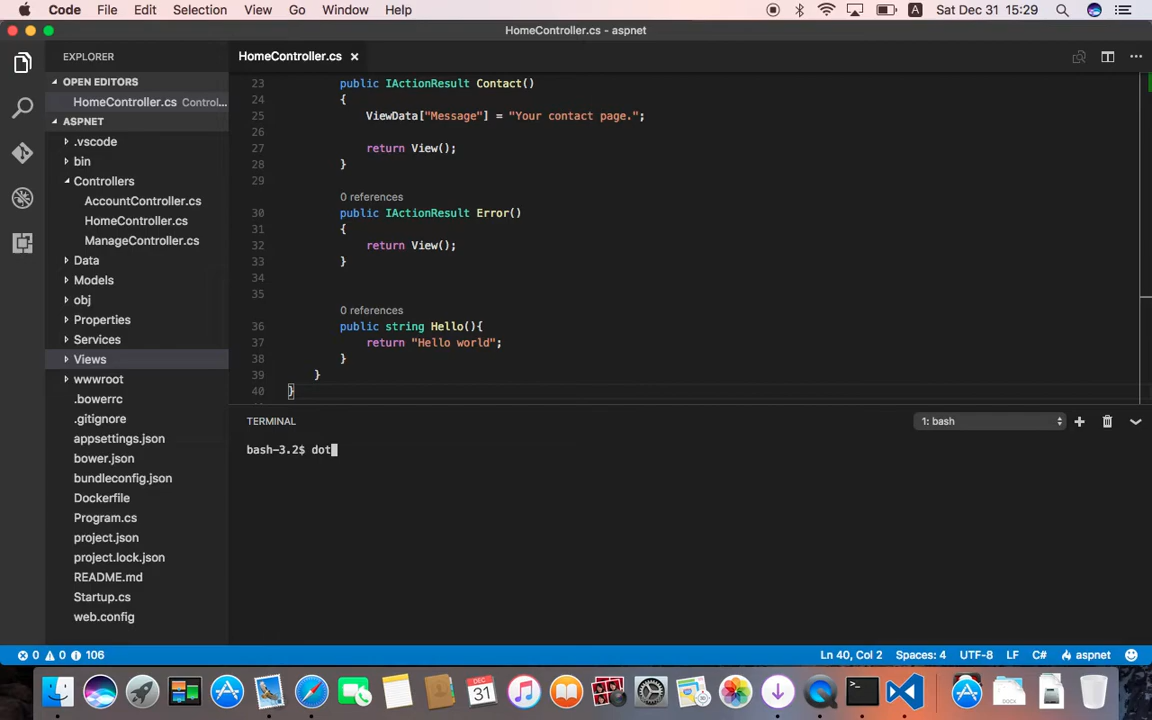 Code File Edit Selection View Go Window Help A Sat Dec 31 15:29
HomeController.cs - aspnet
EXPLORER
OPEN EDITORS
HomeController.cs Control...
ASPNET
.vscode
bin
Controllers
AccountController.cs
HomeController.cs
ManageController.cs
Data
Models
obj
Properties
Services
Views
wwwroot
.bowerrc
.gitignore
appsettings.json
bower.json
bundleconfig.json
Dockerfile
Program.cs
project.json
project.lock.json
README.md
Startup.cs
web.config
HomeController.cs
23 public IActionResult Contact()
24 {
25 ViewData["Message"] = "Your contact page.";
26
27 return View();
28 }
29
0 references
30 public IActionResult Error()
31 {
32 return View();
33 }
34
35
0 references
36 public string Hello(){
37 return "Hello world";
38 }
39 }
40 }
TERMINAL 1: bash
bash-3.2$ dot
0 0 106 Ln 40, Col 2 Spaces: 4 UTF-8 LF C# aspnet
DEC
31